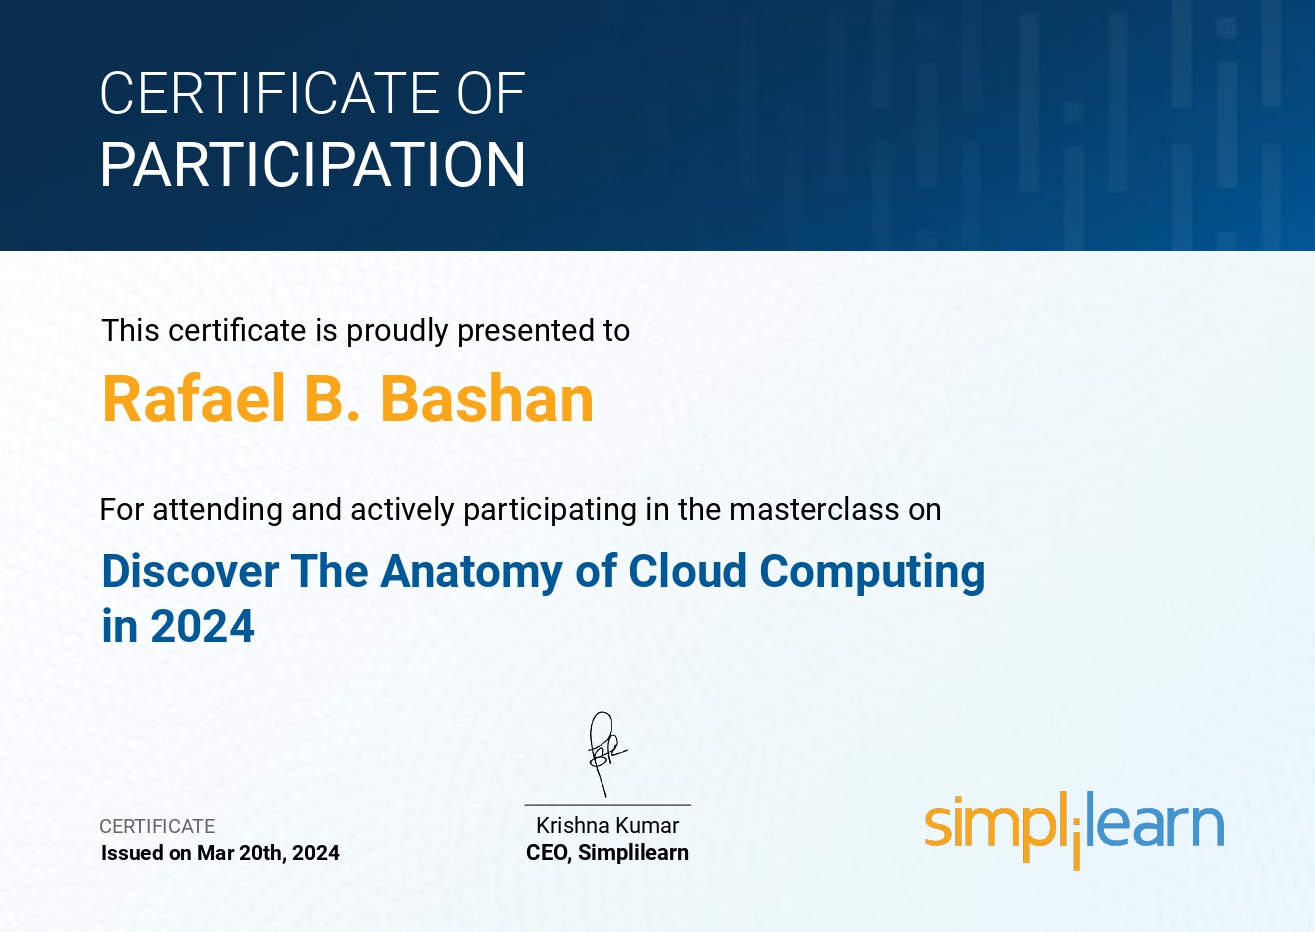 CERTIFICATE OF
PARTICIPATION
This certificate is proudly presented to
Rafael B. Bashan
For attending and actively participating in the masterclass on
Discover The Anatomy of Cloud Computing
in 2024
CERTIFICATE
Issued on Mar 20th, 2024
Krishna Kumar
CEO, Simplilearn
simplilearn